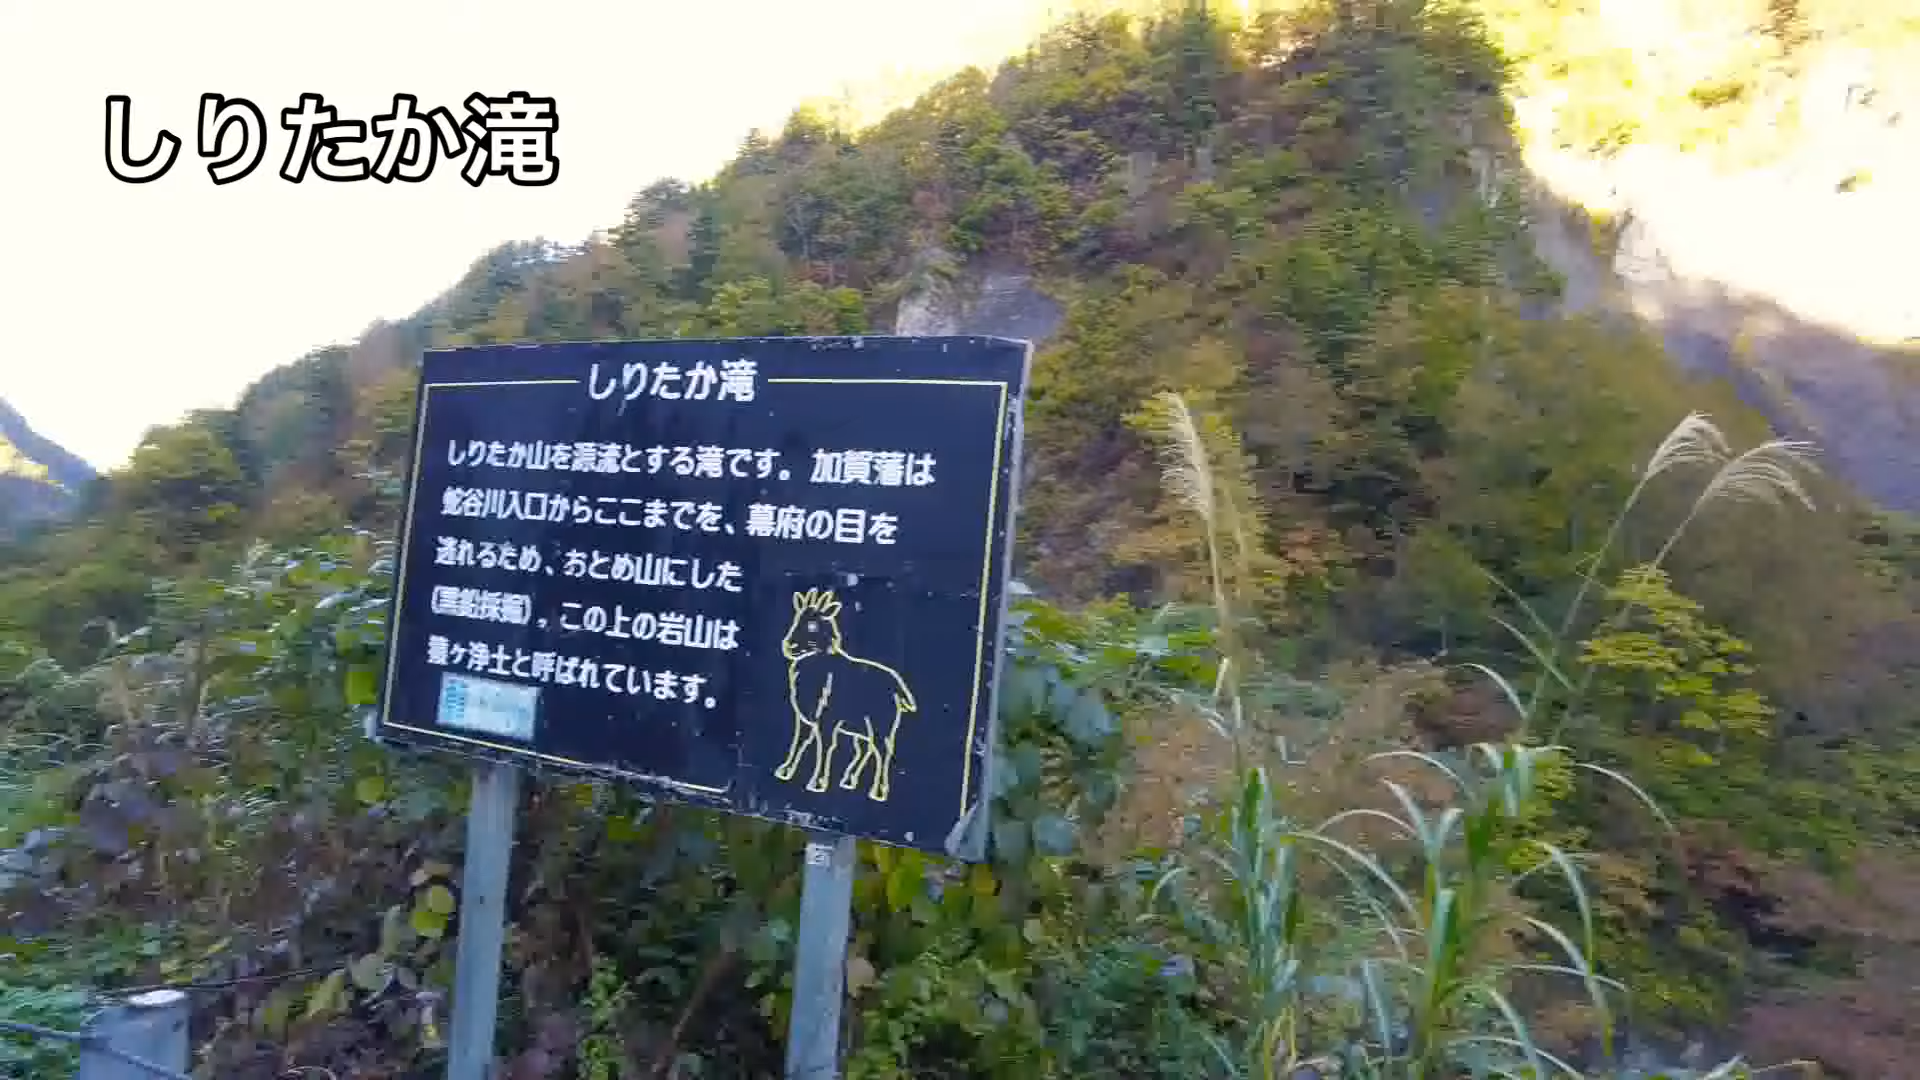 しりたか滝
しりたか滝
しりたか山を源流とする滝です。加賀藩は
蛇谷川入口からここまでを、幕府の目を
逃れるため、おとめ山にした
(黒鉛採掘)。この上の岩山は
猿ヶ浄土と呼ばれています。